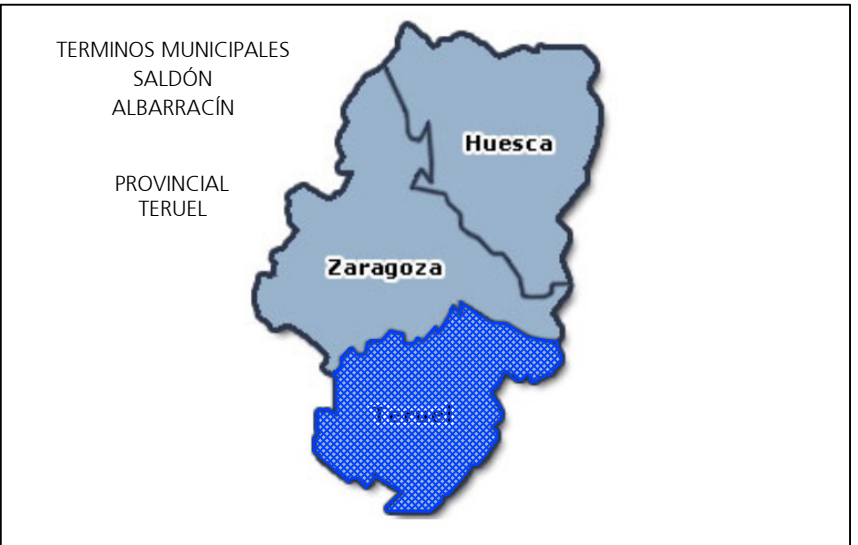 TERMINOS MUNICIPALES
SALDÓN
ALBARRACÍN
PROVINCIAL
TERUEL
Huesca
Zaragoza
Teruel